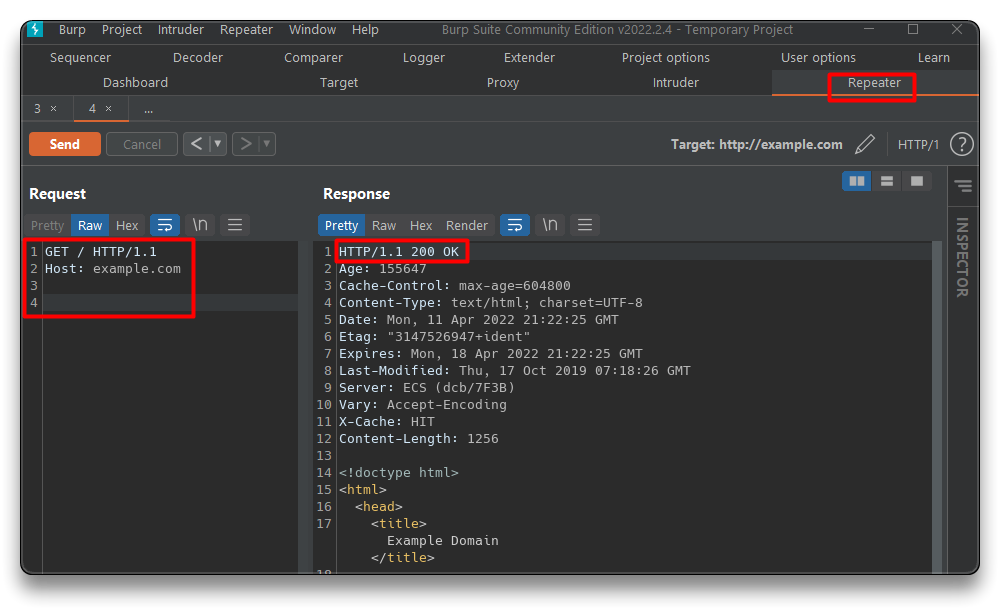 Burp Project Intruder Repeater Window Help Burp Suite Community Edition v2022.2.4 - Temporary Project
Sequencer Decoder Comparer Logger Extender Project options User options Learn
Dashboard Target Proxy Intruder Repeater
3 × 4 × ...
Send Cancel < ▼ > ▼ Target: http://example.com HTTP/1 ?
Request
Pretty Raw Hex \n
1 GET / HTTP/1.1
2 Host: example.com
3
4
Response
Pretty Raw Hex Render \n
1 HTTP/1.1 200 OK
2 Age: 155647
3 Cache-Control: max-age=604800
4 Content-Type: text/html; charset=UTF-8
5 Date: Mon, 11 Apr 2022 21:22:25 GMT
6 Etag: "3147526947+ident"
7 Expires: Mon, 18 Apr 2022 21:22:25 GMT
8 Last-Modified: Thu, 17 Oct 2019 07:18:26 GMT
9 Server: ECS (dcb/7F3B)
10 Vary: Accept-Encoding
11 X-Cache: HIT
12 Content-Length: 1256
13
14 <!doctype html>
15 <html>
16 <head>
17 <title>
Example Domain
</title>
INSPECTOR